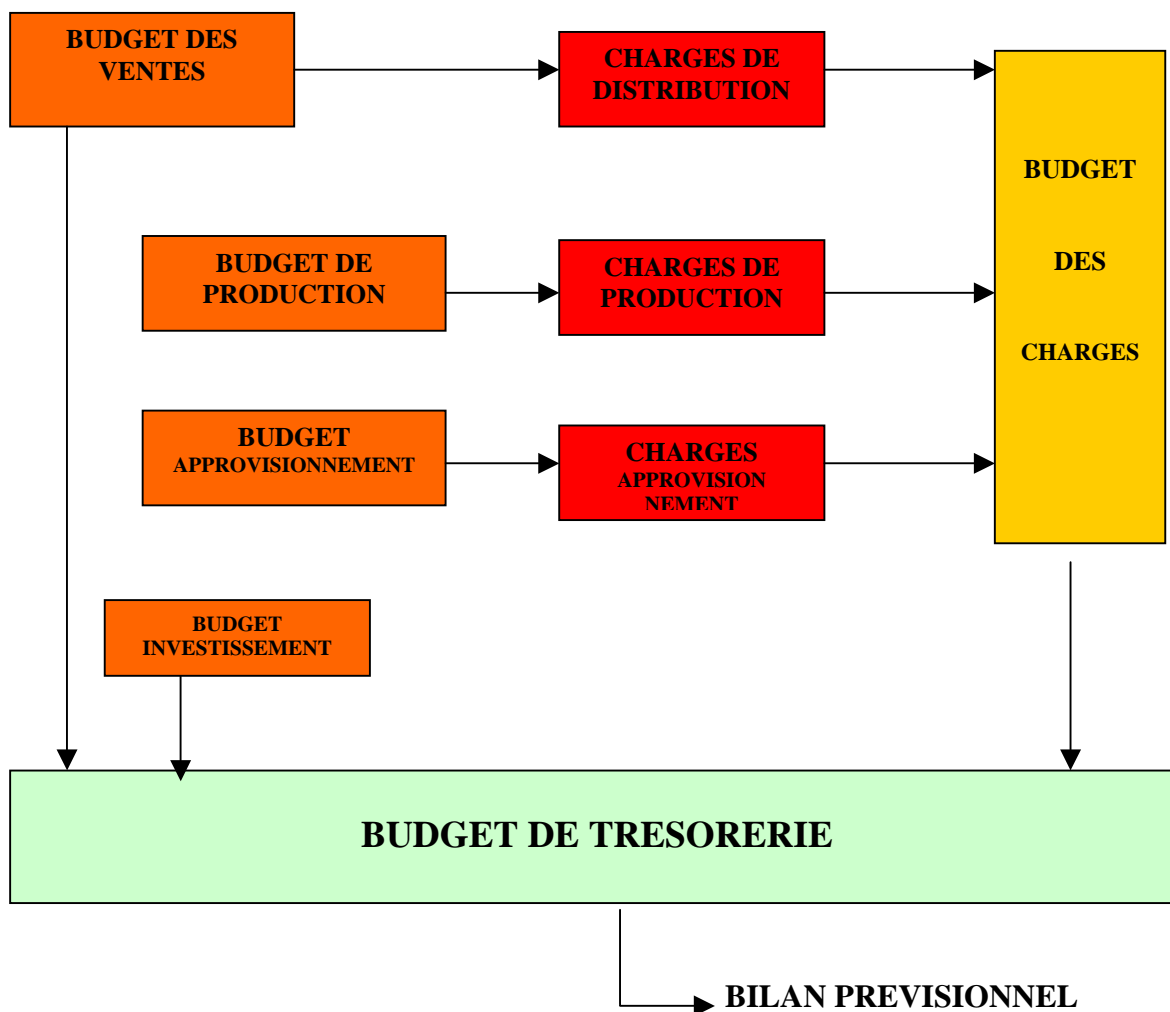 BUDGET DES
VENTES
CHARGES DE
DISTRIBUTION
BUDGET
DES
CHARGES
BUDGET DE
PRODUCTION
CHARGES DE
PRODUCTION
BUDGET
APPROVISIONNEMENT
CHARGES
APPROVISION
NEMENT
BUDGET
INVESTISSEMENT
BUDGET DE TRESORERIE
BILAN PREVISIONNEL